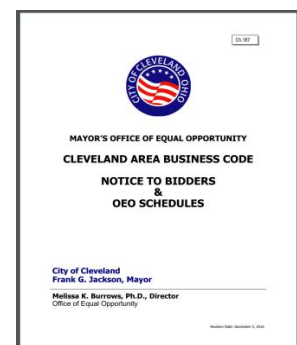 Ch.187
CITY OF CLEVELAND OHIO
MAYOR'S OFFICE OF EQUAL OPPORTUNITY
CLEVELAND AREA BUSINESS CODE
NOTICE TO BIDDERS
&
OEO SCHEDULES
City of Cleveland
Frank G. Jackson, Mayor
Melissa K. Burrows, Ph.D., Director
Office of Equal Opportunity